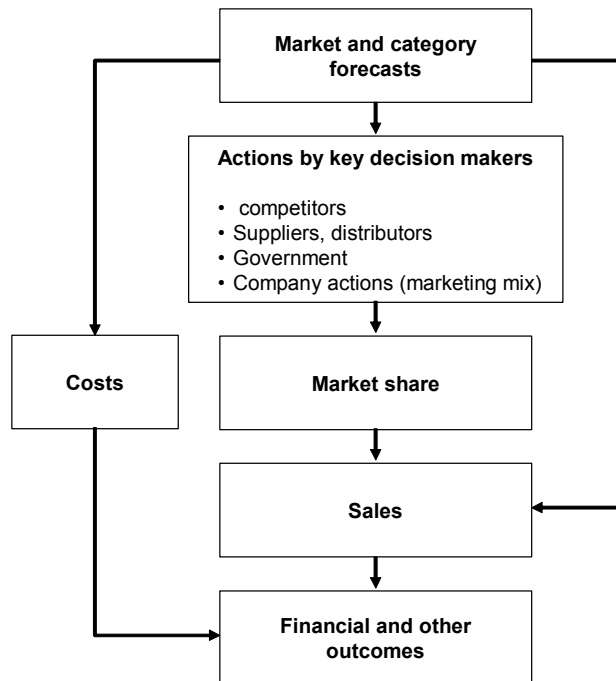 Market and category
forecasts
Actions by key decision makers
• competitors
• Suppliers, distributors
• Government
• Company actions (marketing mix)
Costs
Market share
Sales
Financial and other
outcomes